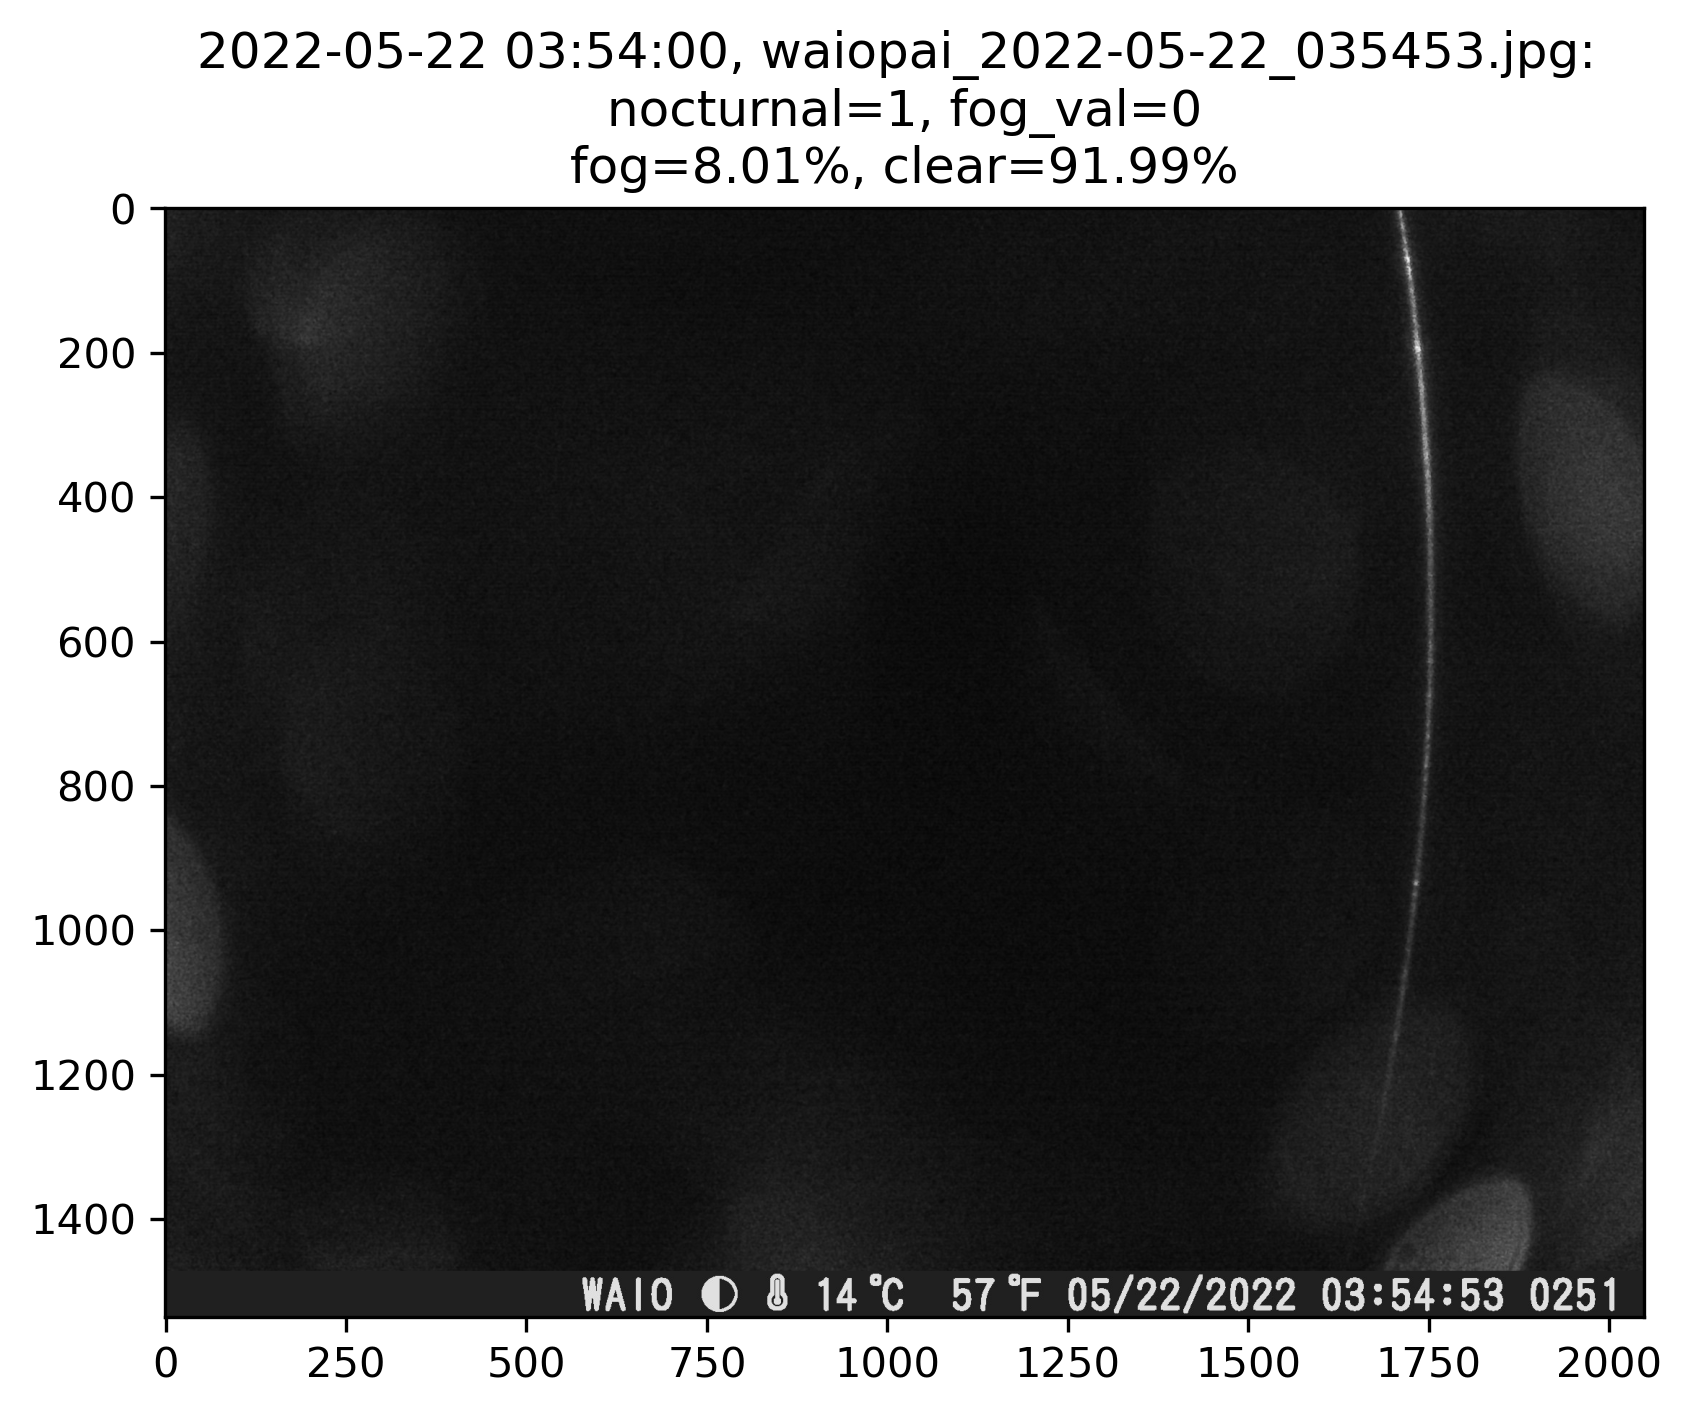 2022-05-22 03:54:00, waiopai_2022-05-22_035453.jpg:
nocturnal=1, fog_val=0
fog=8.01%, clear=91.99%
0
200
400
600
800
1000
1200
1400
WAIO 14°C 57°F 05/22/2022 03:54:53 0251
0 250 500 750 1000 1250 1500 1750 2000